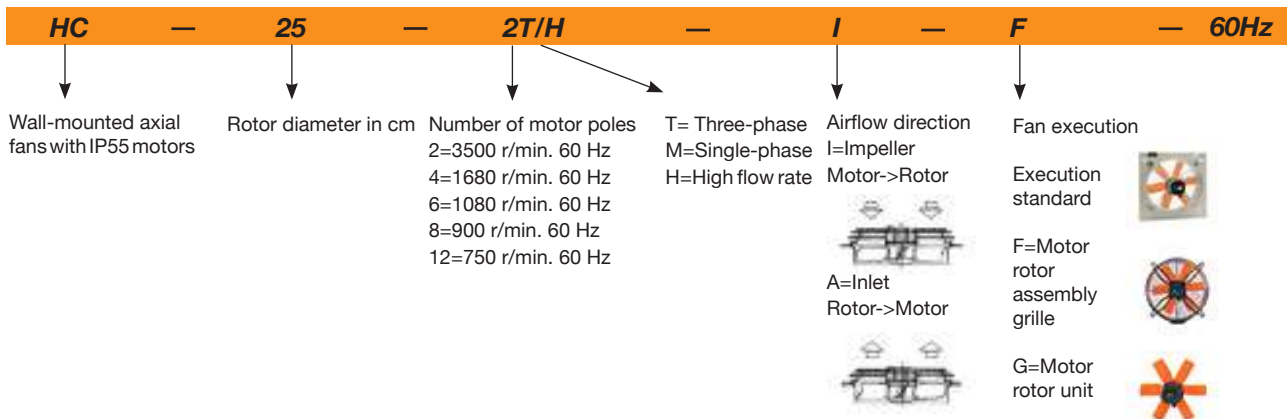 HC — 25 — 2T/H — I — F — 60Hz
Wall-mounted axial
fans with IP55 motors
Rotor diameter in cm
Number of motor poles
2=3500 r/min. 60 Hz
4=1680 r/min. 60 Hz
6=1080 r/min. 60 Hz
8=900 r/min. 60 Hz
12=750 r/min. 60 Hz
T= Three-phase
M=Single-phase
H=High flow rate
Airflow direction
I=Impeller
Motor->Rotor
A=Inlet
Rotor->Motor
Fan execution
Execution
standard
F=Motor
rotor
assembly
grille
G=Motor
rotor unit